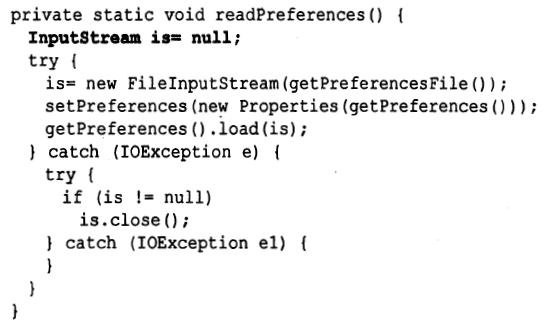 private static void readPreferences() {
InputStream is= null;
try {
is= new FileInputStream(getPreferencesFile());
setPreferences(new Properties(getPreferences()));
getPreferences().load(is);
} catch (IOException e) {
try {
if (is != null)
is.close();
} catch (IOException e1) {
}
}
}